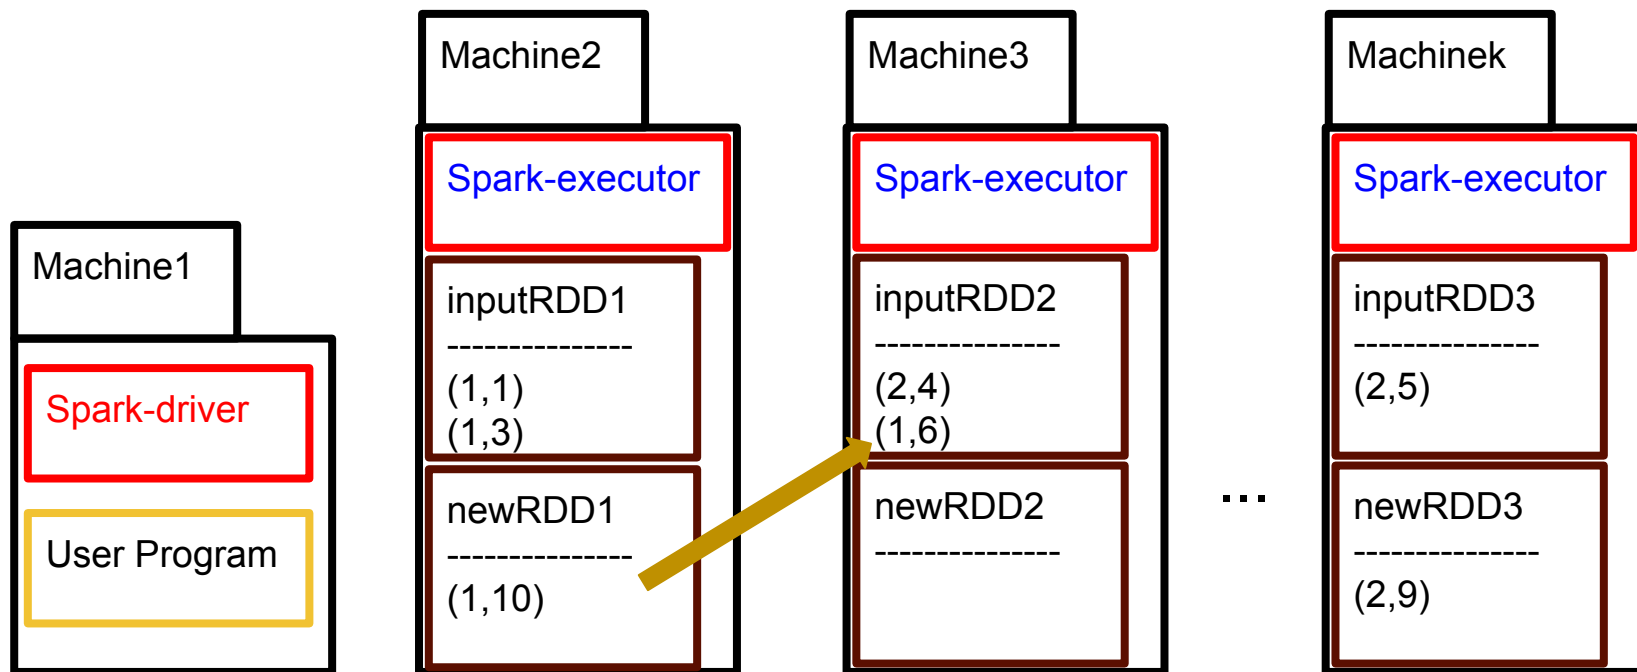 Machine1
Spark-driver
User Program
Machine2
Spark-executor
inputRDD1
---------------
(1,1)
(1,3)
newRDD1
---------------
(1,10)
Machine3
Spark-executor
inputRDD2
---------------
(2,4)
(1,6)
newRDD2
---------------
...
Machinek
Spark-executor
inputRDD3
---------------
(2,5)
newRDD3
---------------
(2,9)